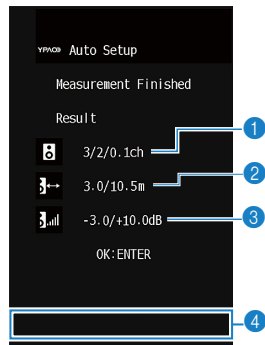 YPAO Auto Setup
Measurement Finished
Result
3/2/0.1ch 1
3.0/10.5m 2
-3.0/+10.0dB 3
OK:ENTER
4